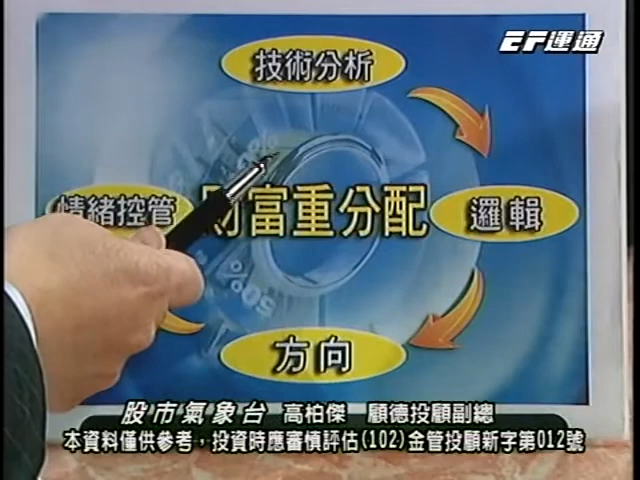 EF運通
技術分析
情緒控管
財富重分配
邏輯
50%
方向
股市氣象台 高柏傑 顧德投顧副總
本資料僅供參考，投資時應審慎評估(102)金管投顧新字第012號